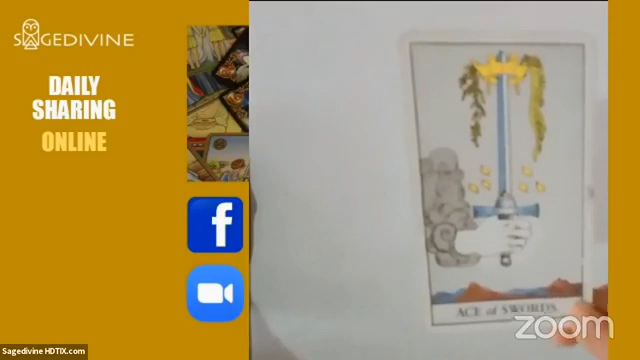 SAGEDIVINE
DAILY
SHARING
ONLINE
ACE of SWORDS
zoom
Sagedivine HDTIX.com